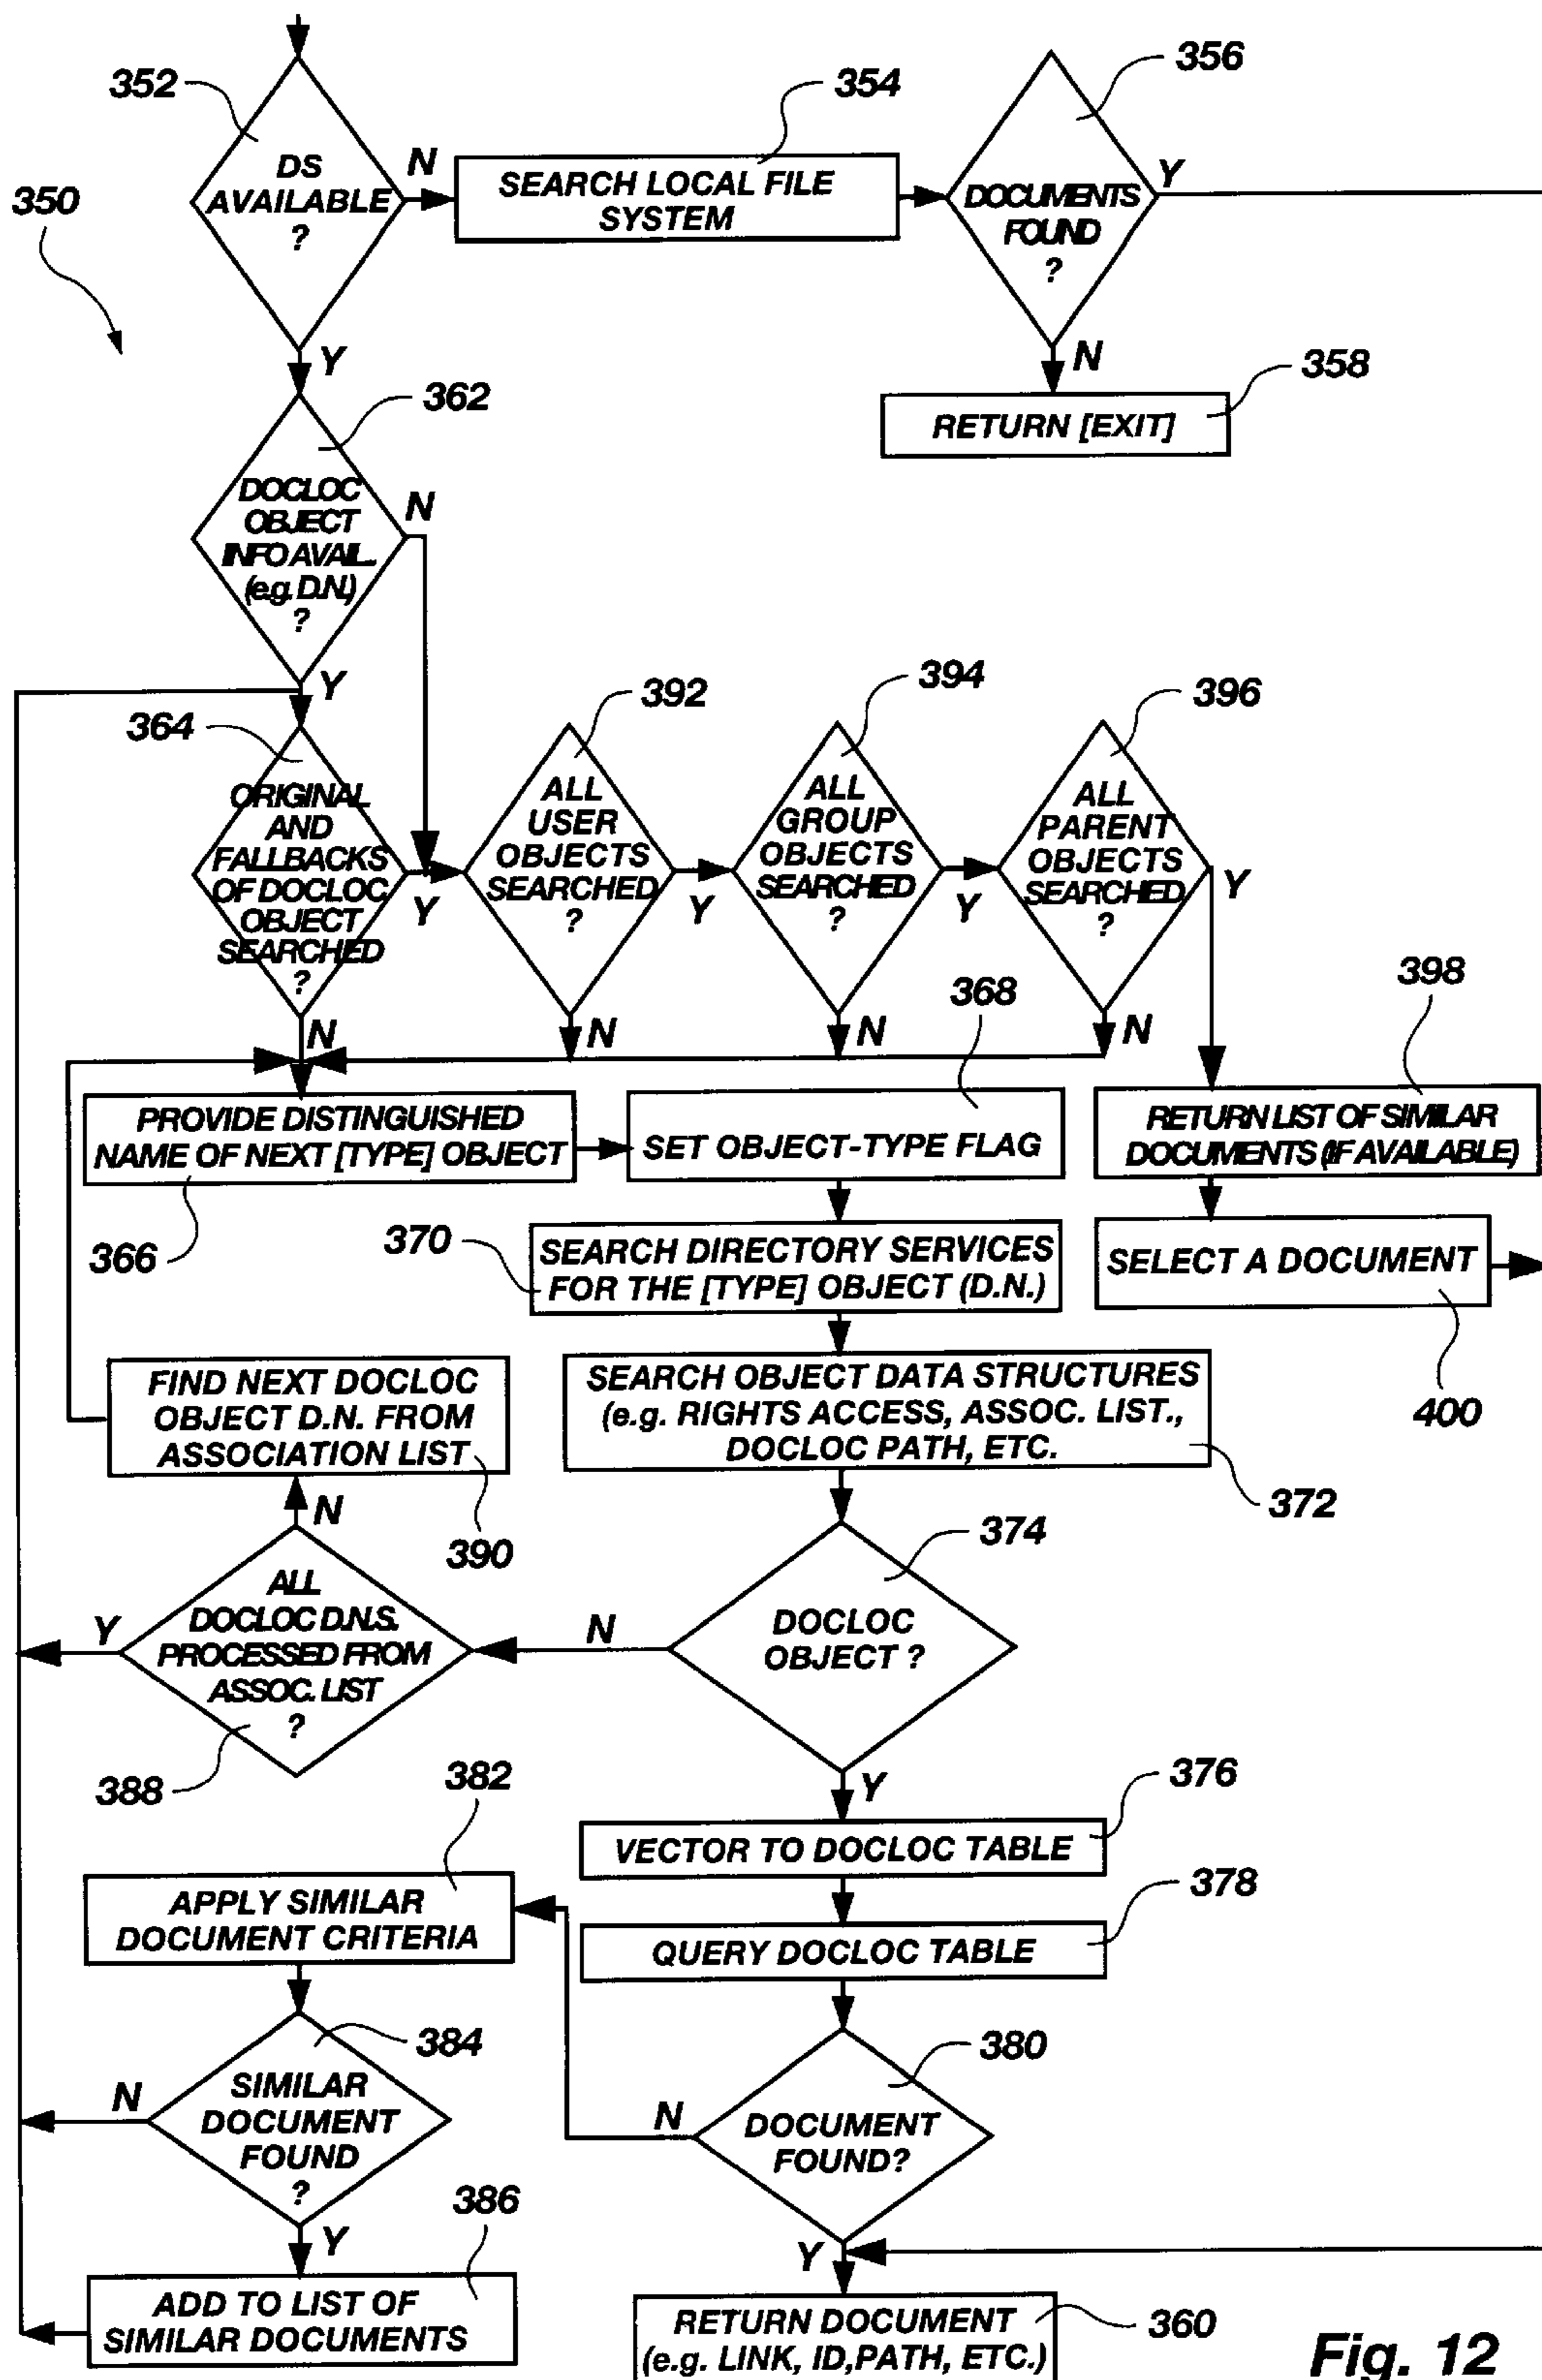 352
DS
AVAILABLE
?
N
354
SEARCH LOCAL FILE
SYSTEM
356
DOCUMENTS
FOUND
?
Y
350
Y
N
358
RETURN [EXIT]
362
DOCLOC
OBJECT
INFO AVAIL.
(e.g. D.N.)
?
N
Y
364
ORIGINAL
AND
FALLBACKS
OF DOCLOC
OBJECT
SEARCHED
?
Y
392
ALL
USER
OBJECTS
SEARCHED
?
Y
394
ALL
GROUP
OBJECTS
SEARCHED
?
Y
396
ALL
PARENT
OBJECTS
SEARCHED
?
Y
N
N
N
N
368
398
PROVIDE DISTINGUISHED
NAME OF NEXT [TYPE] OBJECT
366
SET OBJECT-TYPE FLAG
RETURN LIST OF SIMILAR
DOCUMENTS (IF AVAILABLE)
370
SEARCH DIRECTORY SERVICES
FOR THE [TYPE] OBJECT (D.N.)
SELECT A DOCUMENT
400
FIND NEXT DOCLOC
OBJECT D.N. FROM
ASSOCIATION LIST
390
SEARCH OBJECT DATA STRUCTURES
(e.g. RIGHTS ACCESS, ASSOC. LIST.,
DOCLOC PATH, ETC.
372
N
374
ALL
DOCLOC D.N.S.
PROCESSED FROM
ASSOC. LIST
?
Y
388
N
DOCLOC
OBJECT ?
Y
376
VECTOR TO DOCLOC TABLE
382
APPLY SIMILAR
DOCUMENT CRITERIA
378
QUERY DOCLOC TABLE
384
SIMILAR
DOCUMENT
FOUND
?
N
Y
380
DOCUMENT
FOUND?
N
Y
386
ADD TO LIST OF
SIMILAR DOCUMENTS
RETURN DOCUMENT
(e.g. LINK, ID,PATH, ETC.)
360
Fig. 12